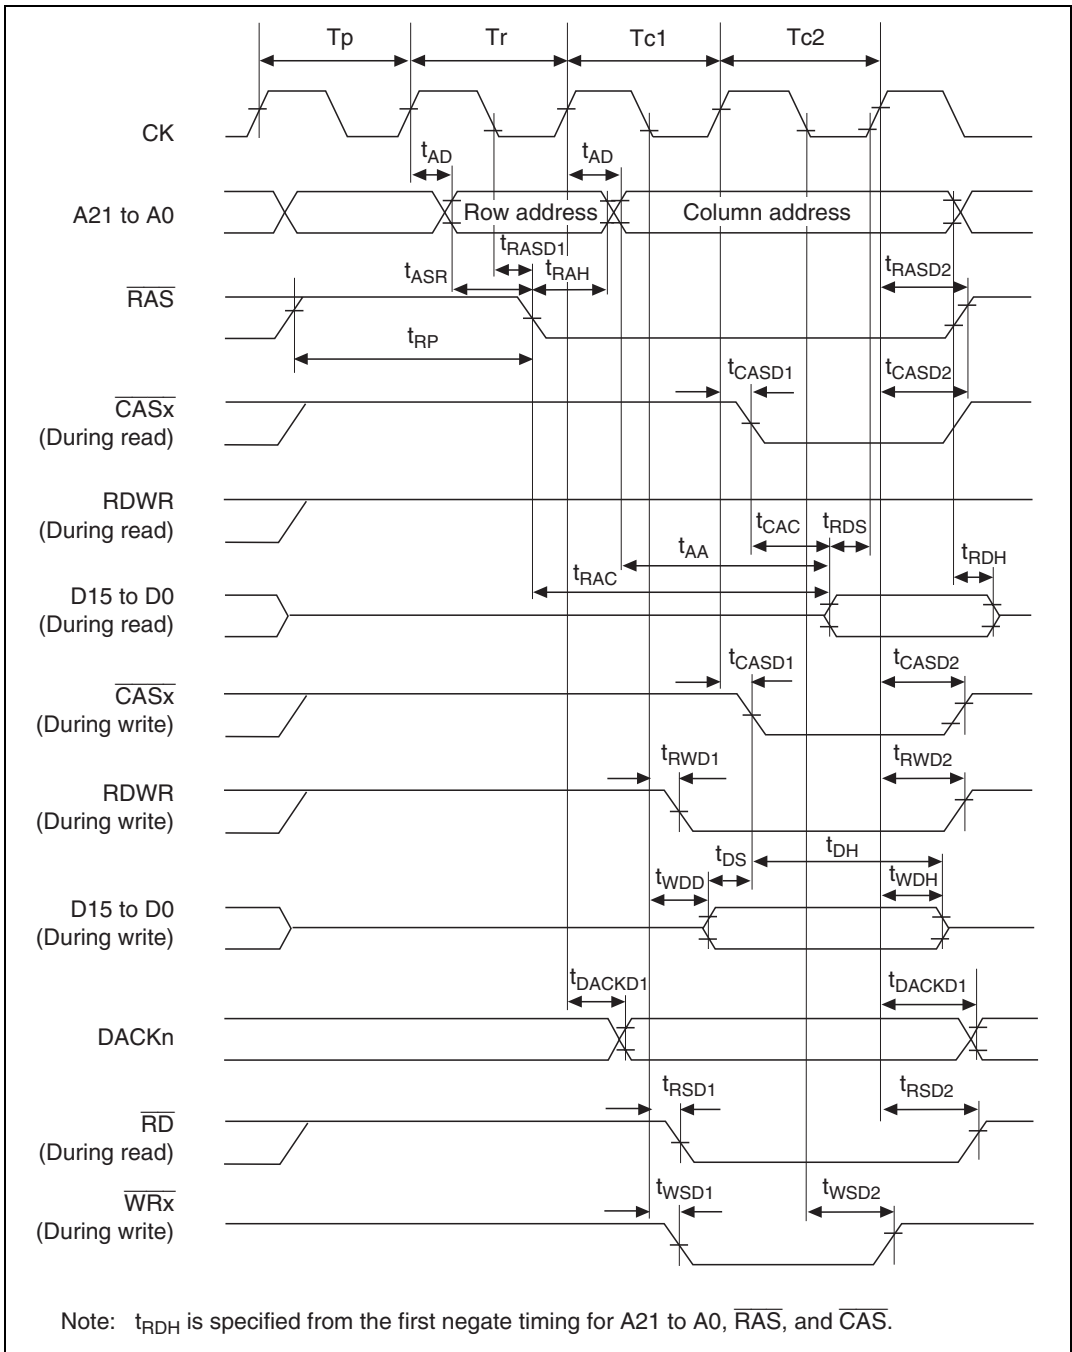 Tp Tr Tc1 Tc2
CK
tAD tAD
A21 to A0 Row address Column address
tRASD1
tASR tRAH tRASD2
RAS
tRP
tCASD1 tCASD2
CASx
(During read)
RDWR
(During read)
tCAC tRDS
tAA tRDH
tRAC
D15 to D0
(During read)
tCASD1 tCASD2
CASx
(During write)
tRWD1 tRWD2
RDWR
(During write)
tDS tDH
tWDD tWDH
D15 to D0
(During write)
tDACKD1 tDACKD1
DACKn
tRSD1 tRSD2
RD
(During read)
tWSD1 tWSD2
WRx
(During write)
Note: tRDH is specified from the first negate timing for A21 to A0, RAS, and CAS.